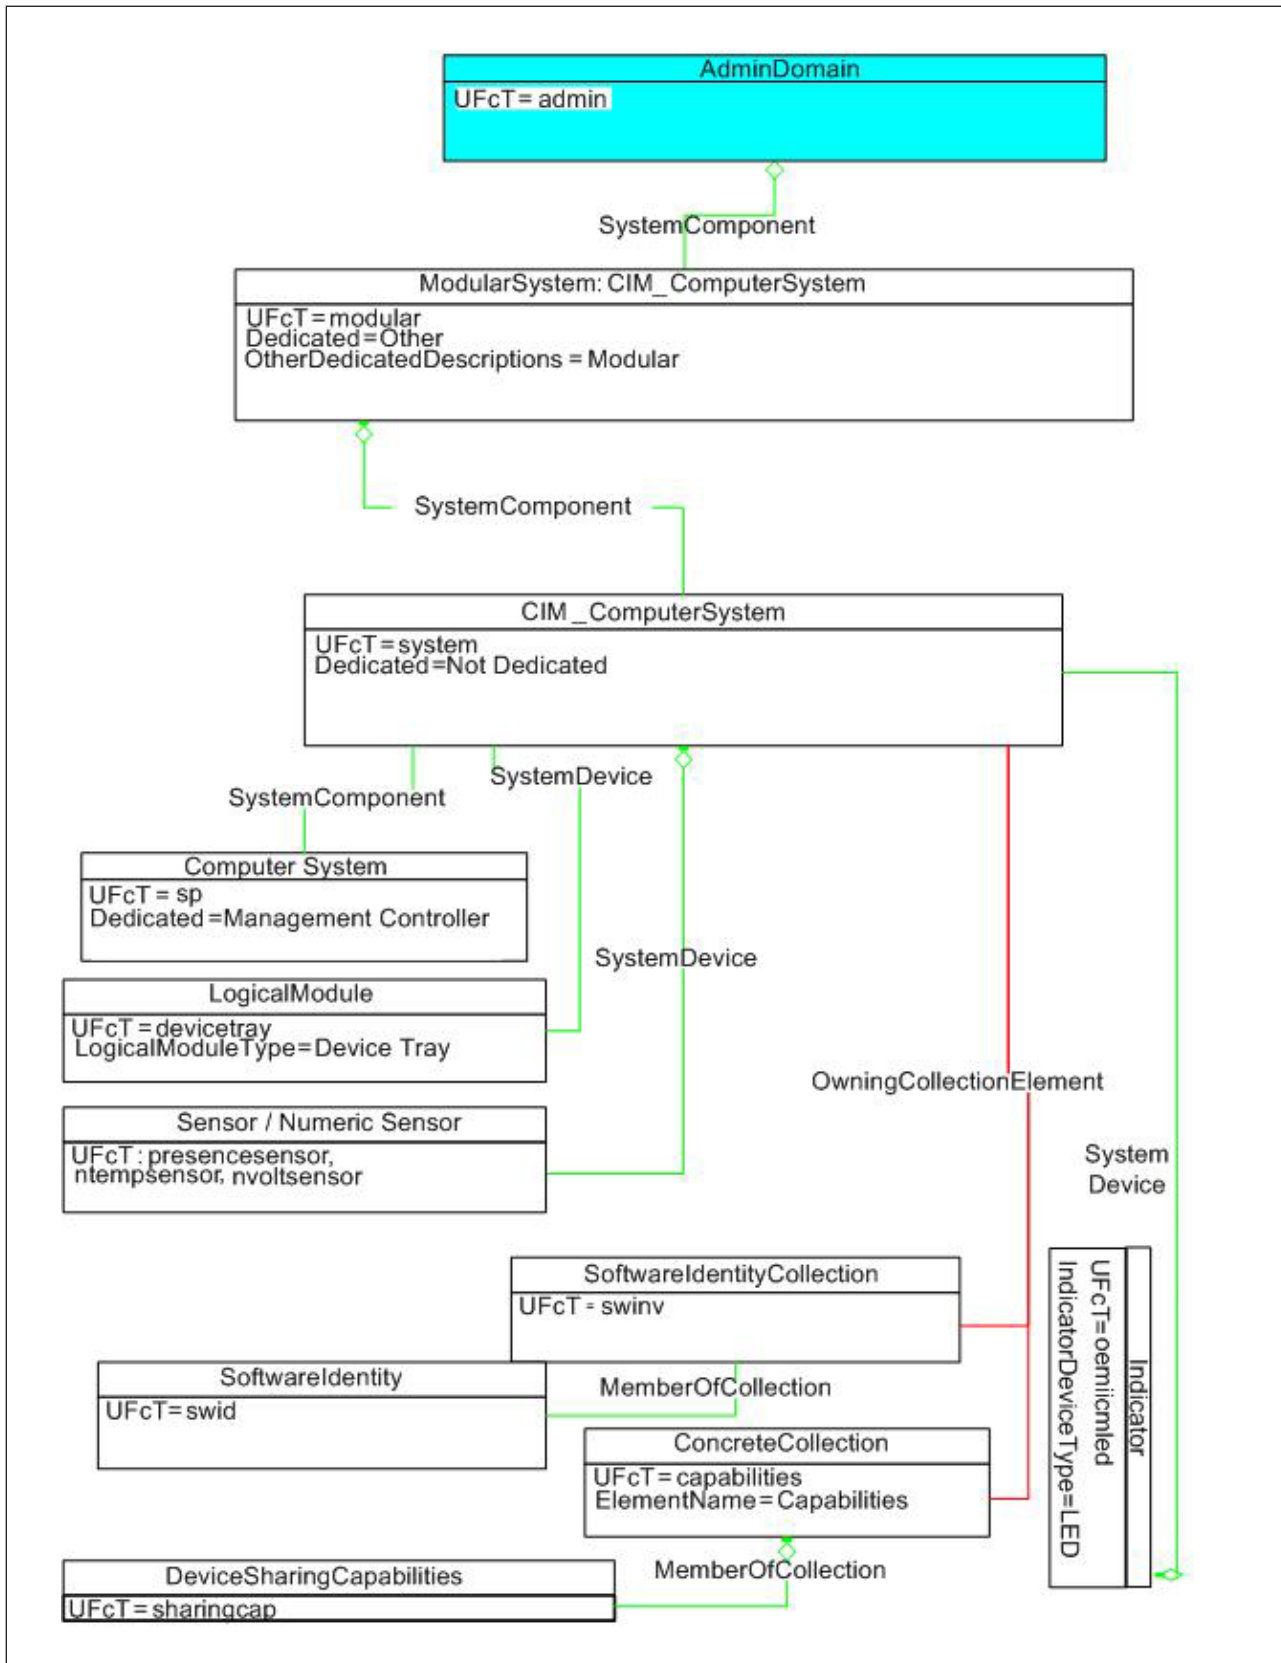 AdminDomain
UFcT = admin
SystemComponent
ModularSystem: CIM_ComputerSystem
UFcT = modular
Dedicated = Other
OtherDedicatedDescriptions = Modular
SystemComponent
CIM _ComputerSystem
UFcT = system
Dedicated =Not Dedicated
SystemDevice
SystemComponent
Computer System
UFcT = sp
Dedicated =Management Controller
SystemDevice
LogicalModule
UFcT = devicetray
LogicalModuleType=Device Tray
OwningCollectionElement
Sensor / Numeric Sensor
UFcT : presencesensor,
ntempsensor, nvoltsensor
System
Device
SoftwareIdentityCollection
UFcT = swinv
Indicator
UFcT=oemiicmled
IndicatorDeviceType=LED
SoftwareIdentity
UFcT=swid
MemberOfCollection
ConcreteCollection
UFcT = capabilities
ElementName = Capabilities
MemberOfCollection
DeviceSharingCapabilities
UFcT = sharingcap